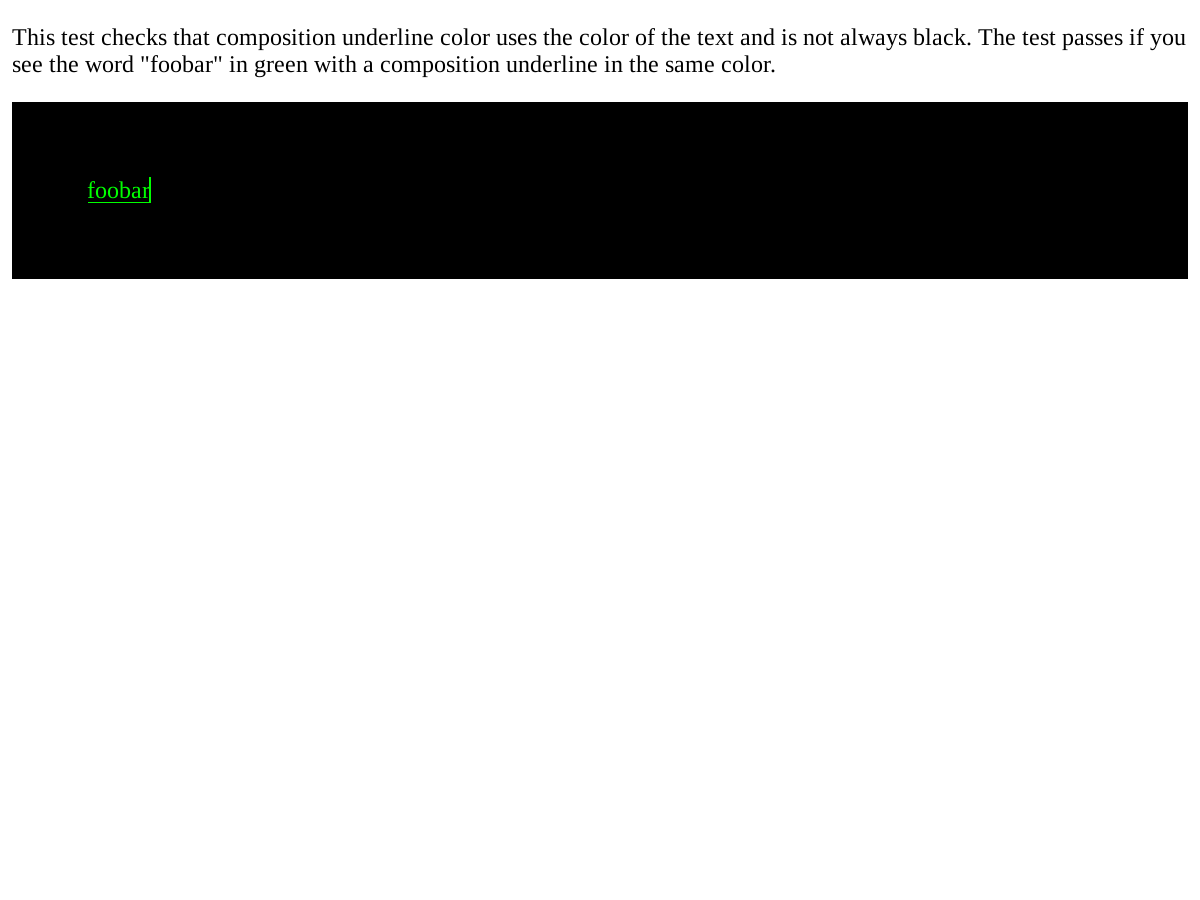 This test checks that composition underline color uses the color of the text and is not always black. The test passes if you
see the word "foobar" in green with a composition underline in the same color.
foobar